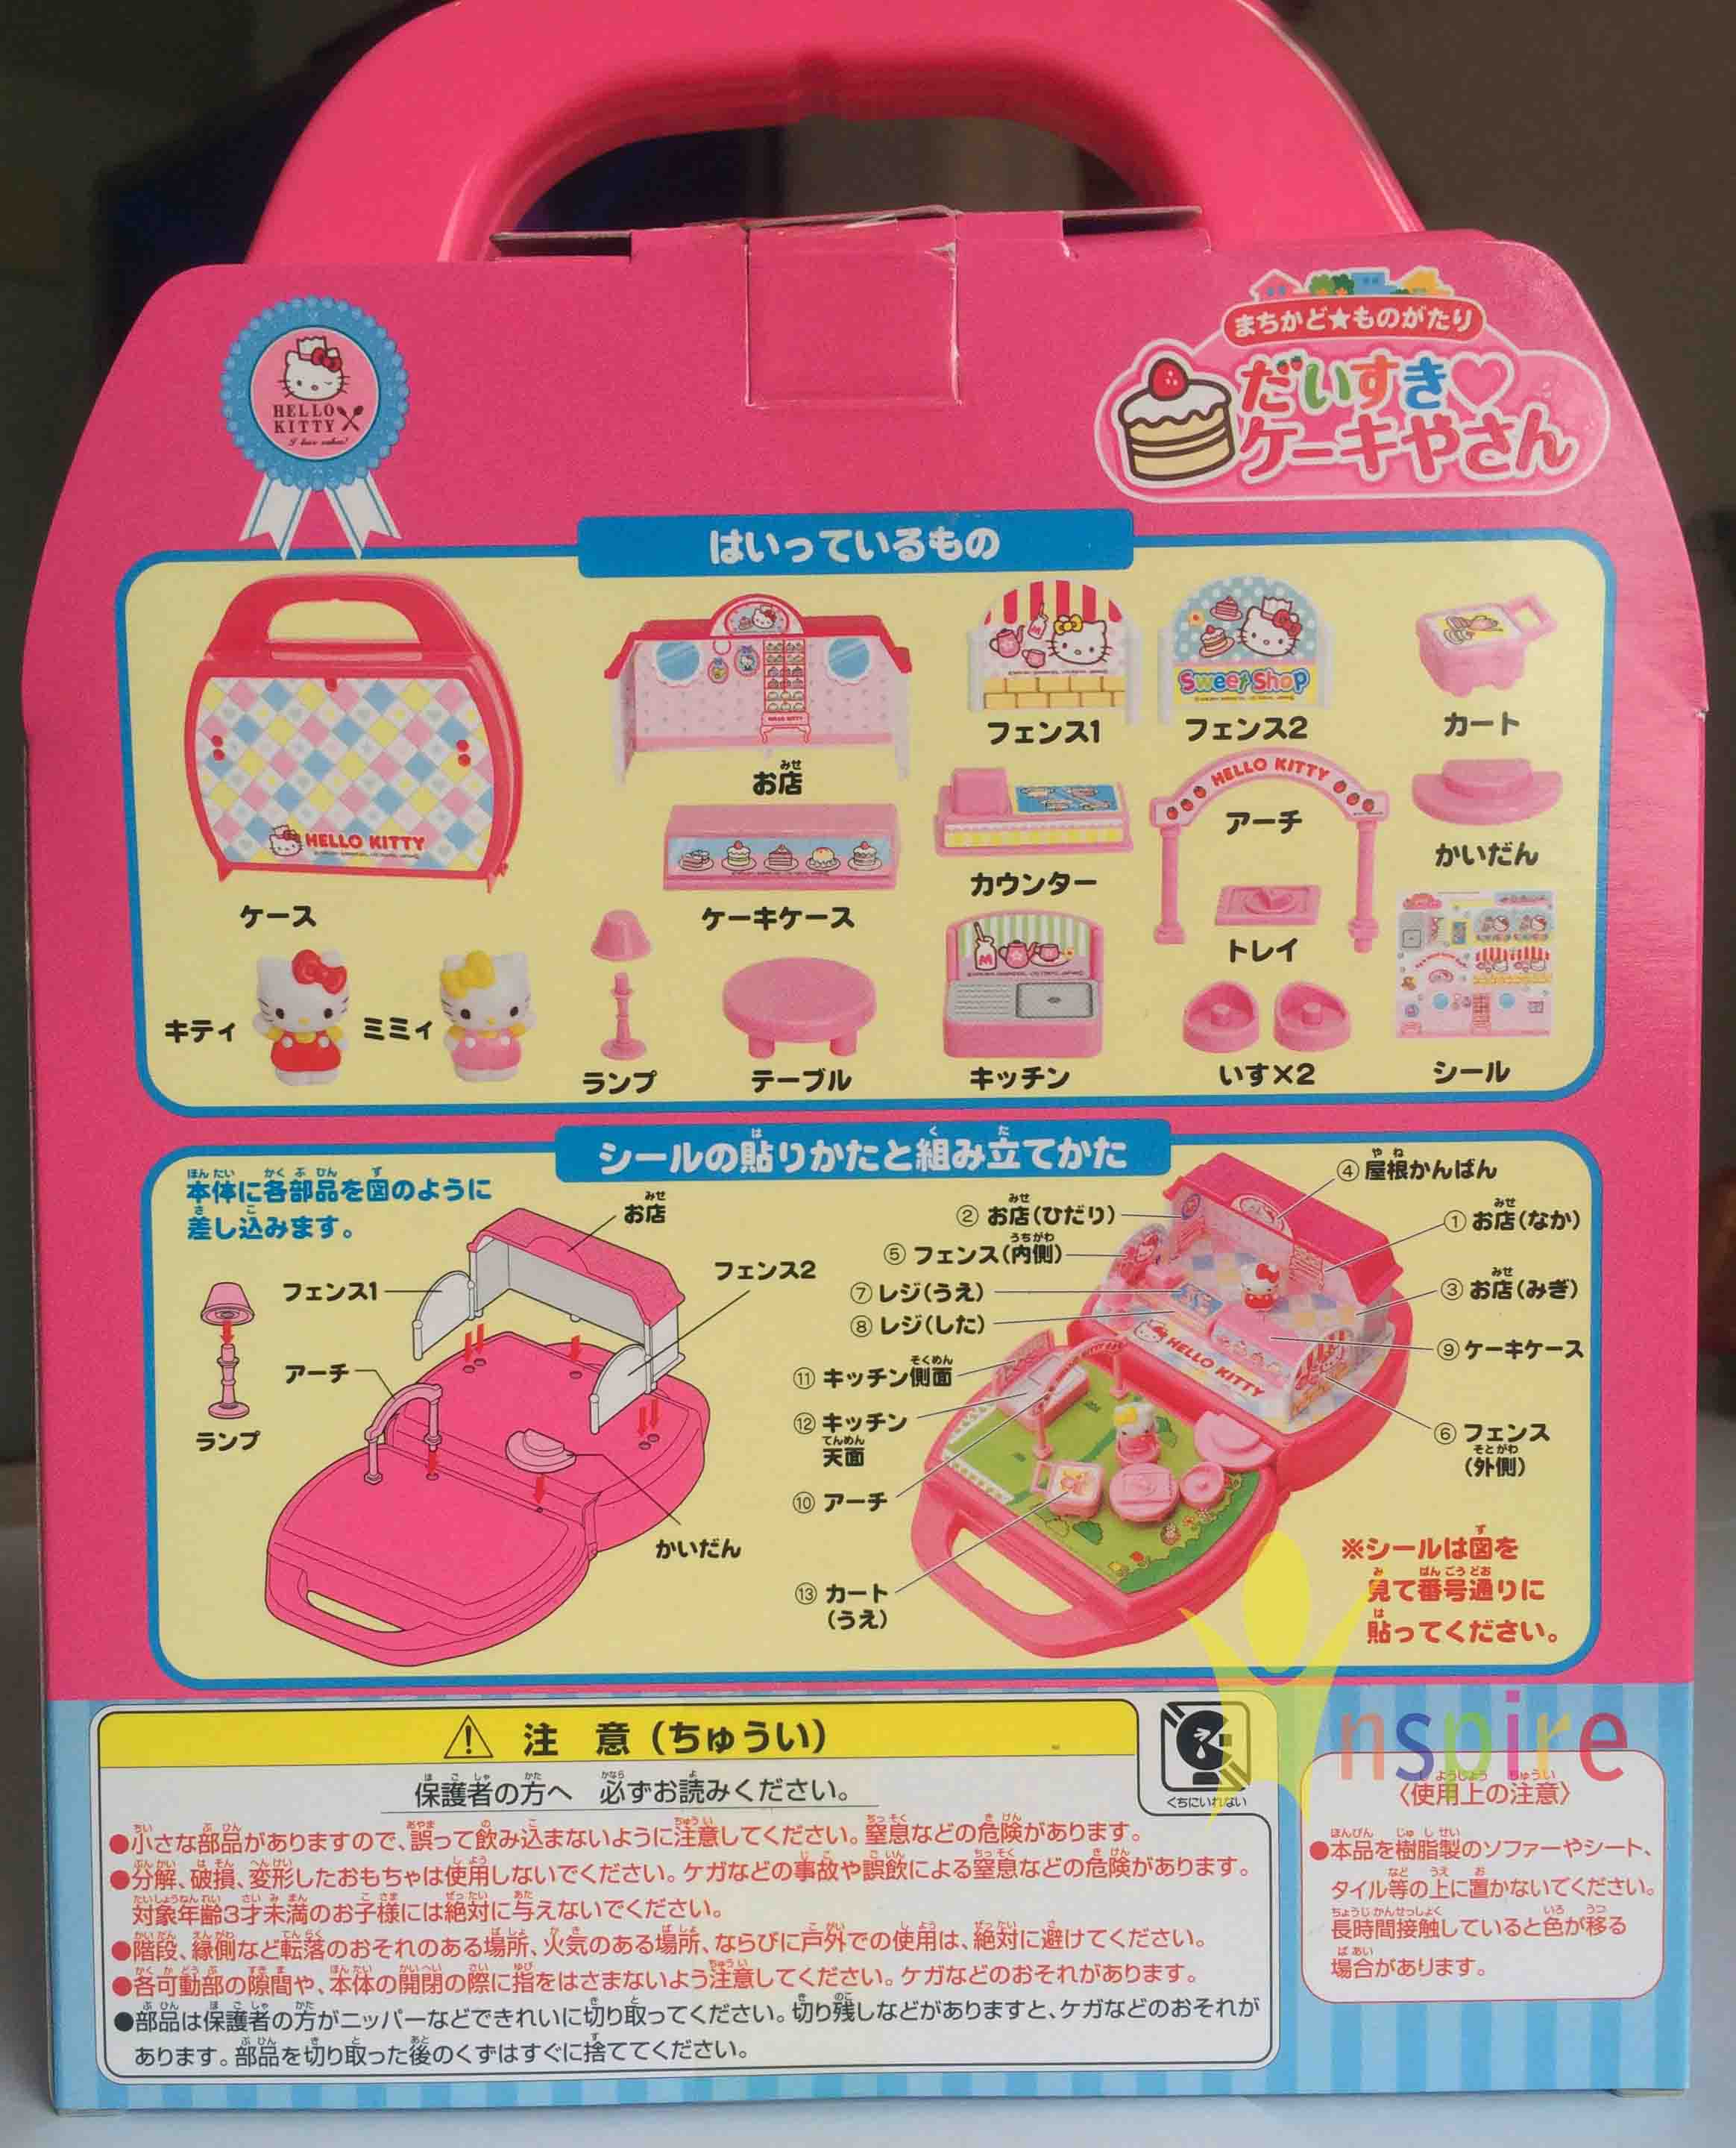 まちかど★ものがたり
だいすき♡
ケーキやさん
HELLO
KITTY
I love cakes!
はいっているもの
HELLO KITTY
ケース
お店
フェンス1
Sweet Shop
フェンス2
カート
ケーキケース
カウンター
HELLO KITTY
アーチ
かいだん
トレイ
キティ
ミミィ
ランプ
テーブル
キッチン
いす×2
シール
シールの貼りかたと組み立てかた
本体に各部品を図のように
差し込みます。
お店
フェンス1
フェンス2
アーチ
ランプ
かいだん
④ 屋根かんばん
② お店(ひだり)
① お店(なか)
⑤ フェンス(内側)
⑦ レジ(うえ)
③ お店(みぎ)
⑧ レジ(した)
HELLO KITTY
⑨ ケーキケース
⑪ キッチン側面
⑫ キッチン
天面
⑥ フェンス
(外側)
⑩ アーチ
⑬ カート
(うえ)
※シールは図を
見て番号通りに
貼ってください。
⚠ 注 意(ちゅうい)
保護者の方へ 必ずお読みください。
くちにいれない
●小さな部品がありますので、誤って飲み込まないように注意してください。窒息などの危険があります。
●分解、破損、変形したおもちゃは使用しないでください。ケガなどの事故や誤飲による窒息などの危険があります。
対象年齢3才未満のお子様には絶対に与えないでください。
●階段、縁側など転落のおそれのある場所、火気のある場所、ならびに戸外での使用は、絶対に避けてください。
●各可動部の隙間や、本体の開閉の際に指をはさまないよう注意してください。ケガなどのおそれがあります。
●部品は保護者の方がニッパーなどできれいに切り取ってください。切り残しなどがありますと、ケガなどのおそれが
あります。部品を切り取った後のくずはすぐに捨ててください。
nspire
〈使用上の注意〉
●本品を樹脂製のソファーやシート、
タイル等の上に置かないでください。
長時間接触していると色が移る
場合があります。